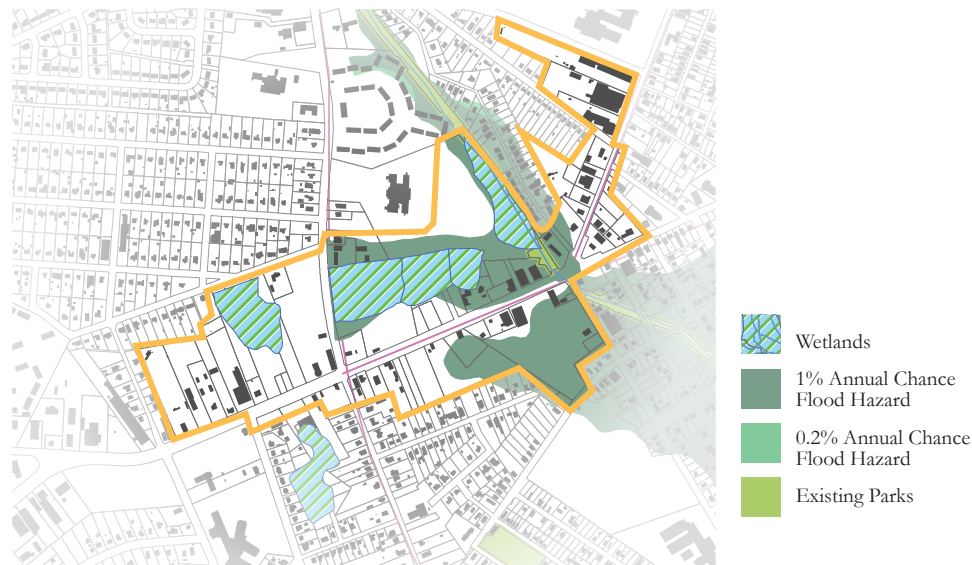 Wetlands
1% Annual Chance
Flood Hazard
0.2% Annual Chance
Flood Hazard
Existing Parks